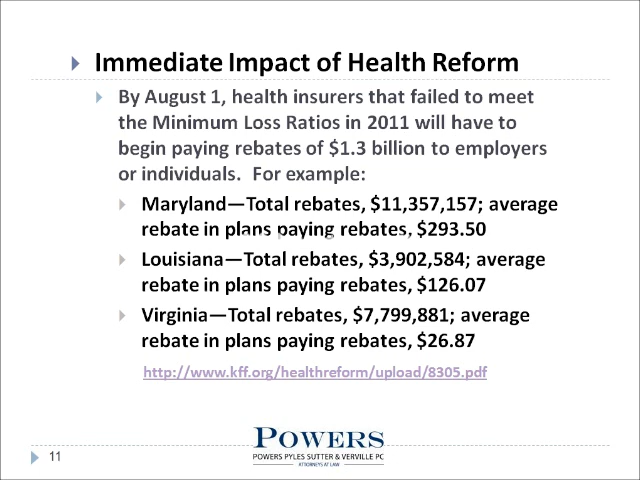 Immediate Impact of Health Reform
By August 1, health insurers that failed to meet
the Minimum Loss Ratios in 2011 will have to
begin paying rebates of $1.3 billion to employers
or individuals.  For example:
Maryland—Total rebates, $11,357,157; average
rebate in plans paying rebates, $293.50
Louisiana—Total rebates, $3,902,584; average
rebate in plans paying rebates, $126.07
Virginia—Total rebates, $7,799,881; average
rebate in plans paying rebates, $26.87
http://www.kff.org/healthreform/upload/8305.pdf
POWERS
POWERS PYLES SUTTER & VERVILLE PC
ATTORNEYS AT LAW
11